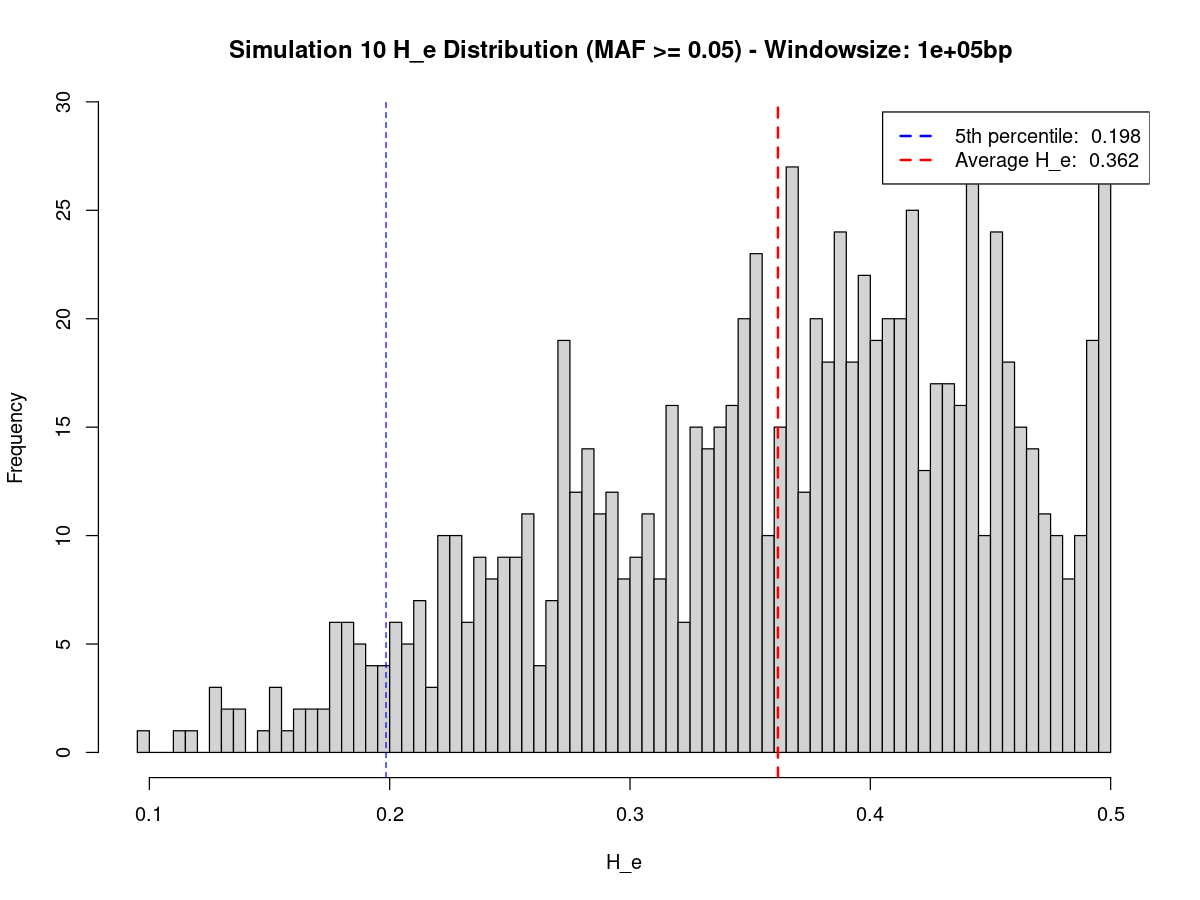 Simulation 10 H_e Distribution (MAF >= 0.05) - Windowsize: 1e+05bp
5th percentile:  0.198
Average H_e:  0.362
Frequency
30
25
20
15
10
5
0
0.1 0.2 0.3 0.4 0.5
H_e